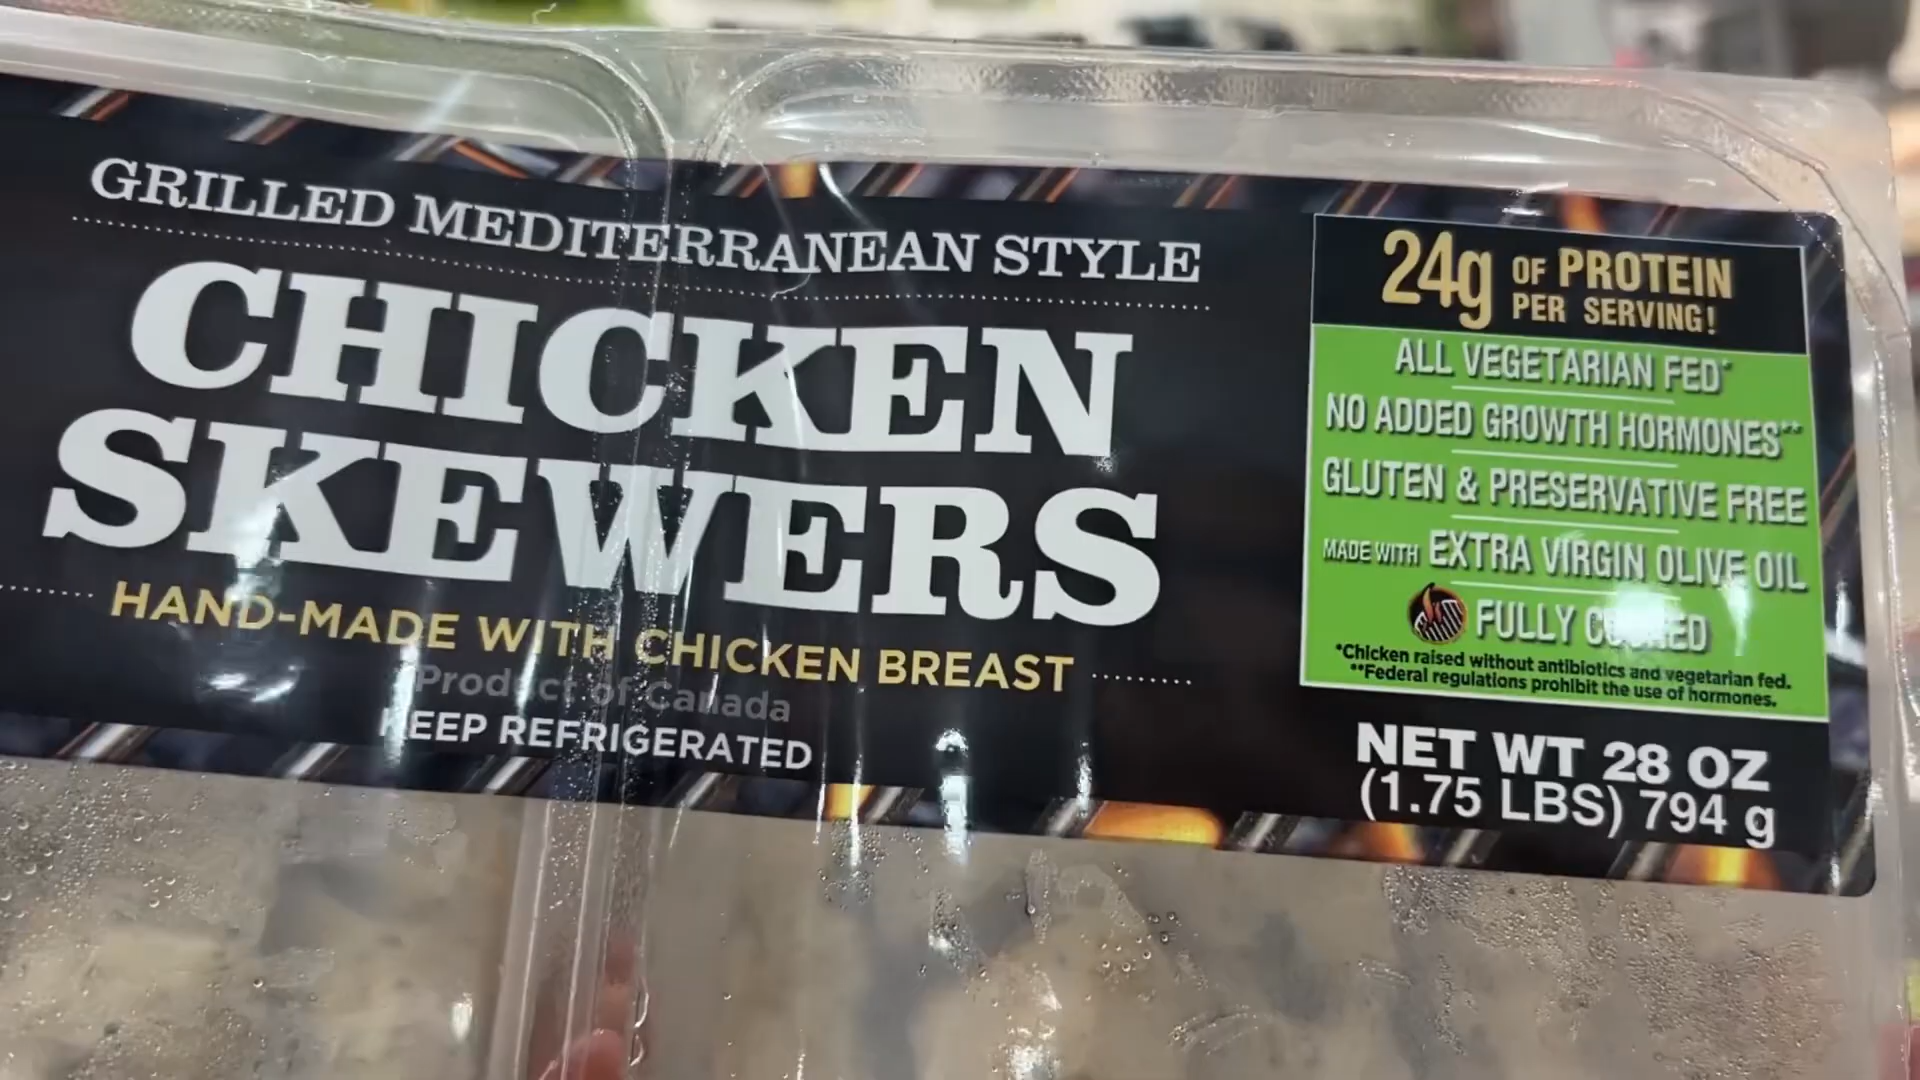 GRILLED MEDITERRANEAN STYLE
CHICKEN
SKEWERS
HAND-MADE WITH CHICKEN BREAST
Product of Canada
KEEP REFRIGERATED
24g OF PROTEIN
PER SERVING!
ALL VEGETARIAN FED*
NO ADDED GROWTH HORMONES**
GLUTEN & PRESERVATIVE FREE
MADE WITH EXTRA VIRGIN OLIVE OIL
FULLY COOKED
*Chicken raised without antibiotics and vegetarian fed.
**Federal regulations prohibit the use of hormones.
NET WT 28 OZ
(1.75 LBS) 794 g